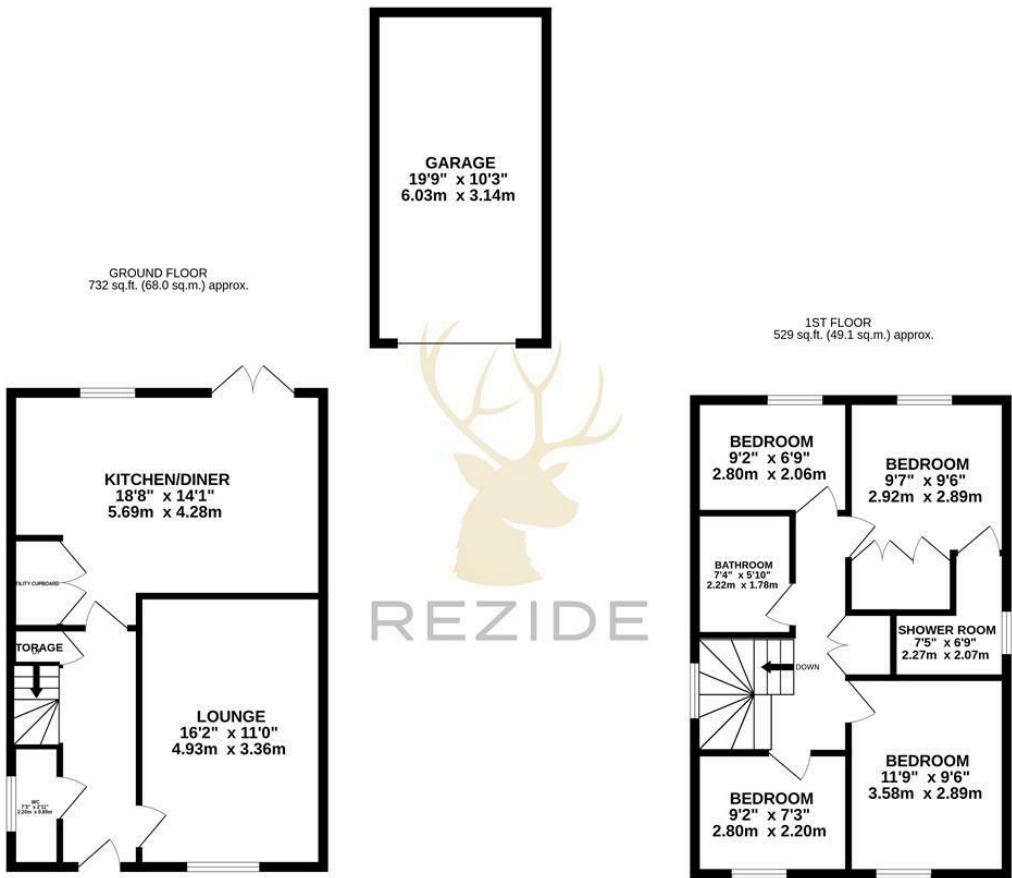 GARAGE
19'9" x 10'3"
6.03m x 3.14m
GROUND FLOOR
732 sq.ft. (68.0 sq.m.) approx.
1ST FLOOR
529 sq.ft. (49.1 sq.m.) approx.
KITCHEN/DINER
18'8" x 14'1"
5.69m x 4.28m
TILITY CUPBOARD
TORAGE
LOUNGE
16'2" x 11'0"
4.93m x 3.36m
WC
7'3" x 2'11"
REZIDE
BEDROOM
9'2" x 6'9"
2.80m x 2.06m
BEDROOM
9'7" x 9'6"
2.92m x 2.89m
BATHROOM
7'4" x 5'10"
2.22m x 1.78m
SHOWER ROOM
7'5" x 6'9"
2.27m x 2.07m
DOWN
BEDROOM
11'9" x 9'6"
3.58m x 2.89m
BEDROOM
9'2" x 7'3"
2.80m x 2.20m